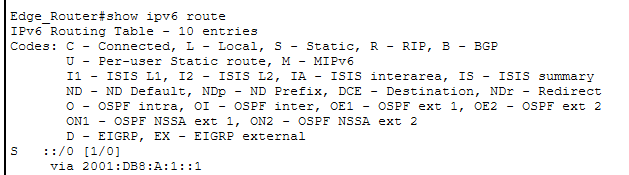 Edge_Router#show ipv6 route
IPv6 Routing Table - 10 entries
Codes: C - Connected, L - Local, S - Static, R - RIP, B - BGP
U - Per-user Static route, M - MIPv6
I1 - ISIS L1, I2 - ISIS L2, IA - ISIS interarea, IS - ISIS summary
ND - ND Default, NDp - ND Prefix, DCE - Destination, NDr - Redirect
O - OSPF intra, OI - OSPF inter, OE1 - OSPF ext 1, OE2 - OSPF ext 2
ON1 - OSPF NSSA ext 1, ON2 - OSPF NSSA ext 2
D - EIGRP, EX - EIGRP external
S ::/0 [1/0]
via 2001:DB8:A:1::1